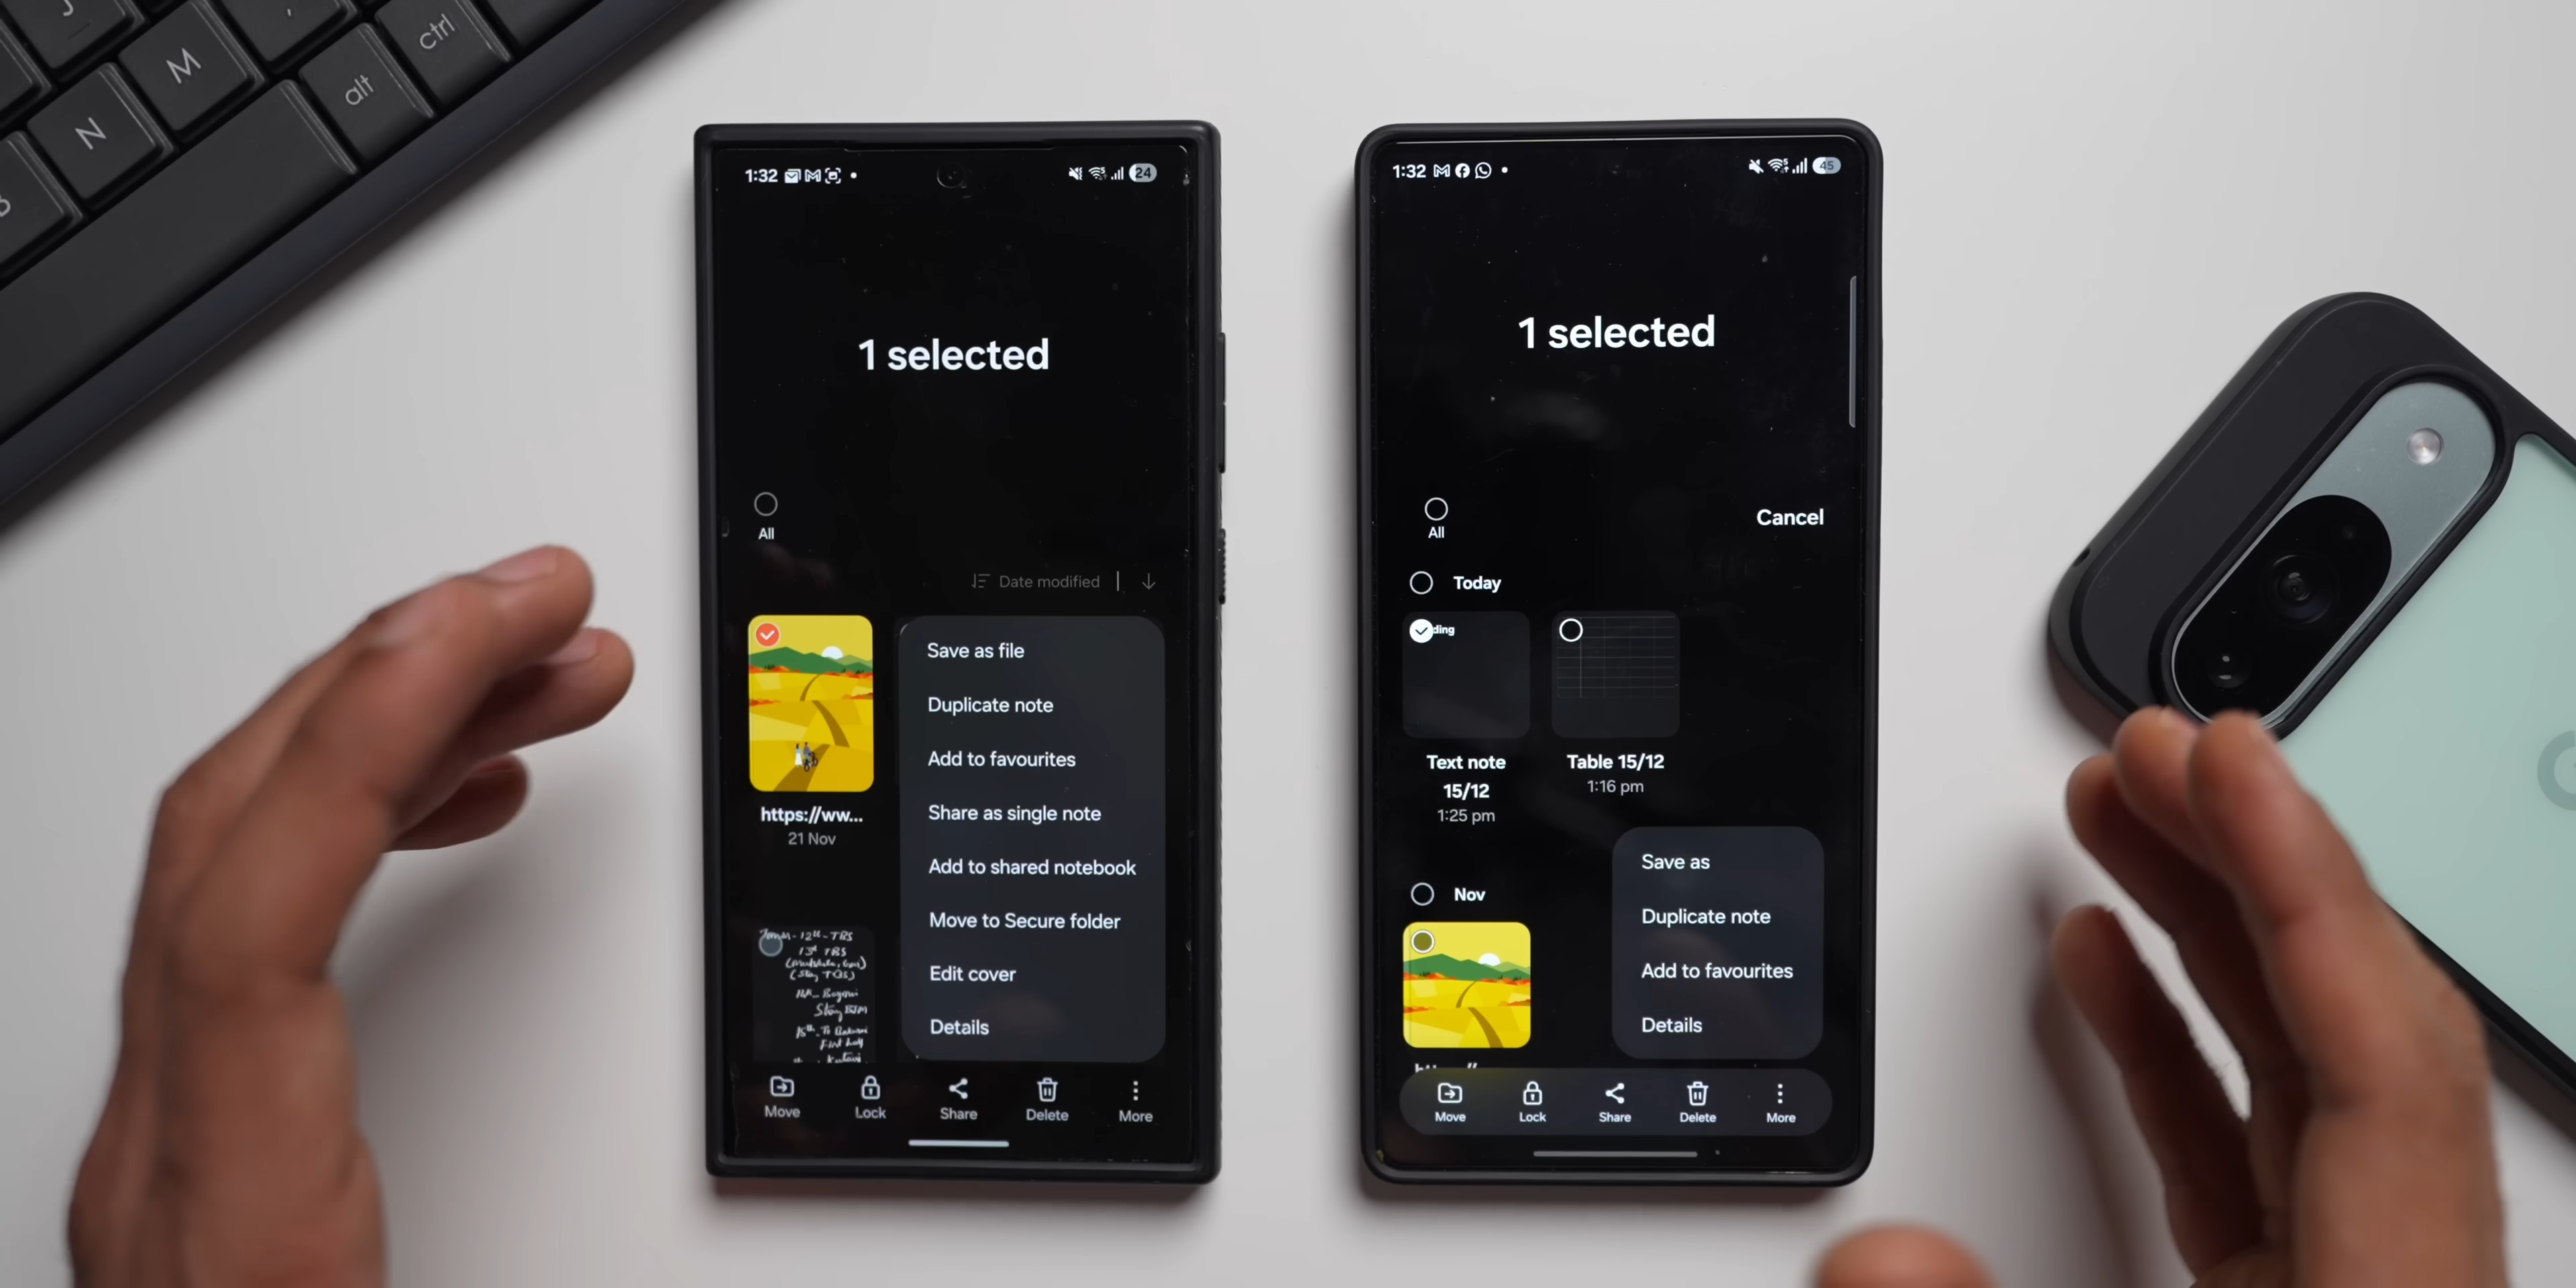 M
N
alt
ctrl
1:32
24
1 selected
All
Date modified
Save as file
Duplicate note
Add to favourites
Share as single note
Add to shared notebook
Move to Secure folder
Edit cover
Details
https://ww...
21 Nov
13th TBS
Move
Lock
Share
Delete
More
1:32
45
1 selected
All
Cancel
Today
ding
Text note
15/12
1:25 pm
Table 15/12
1:16 pm
Nov
Save as
Duplicate note
Add to favourites
Details
Move
Lock
Share
Delete
More